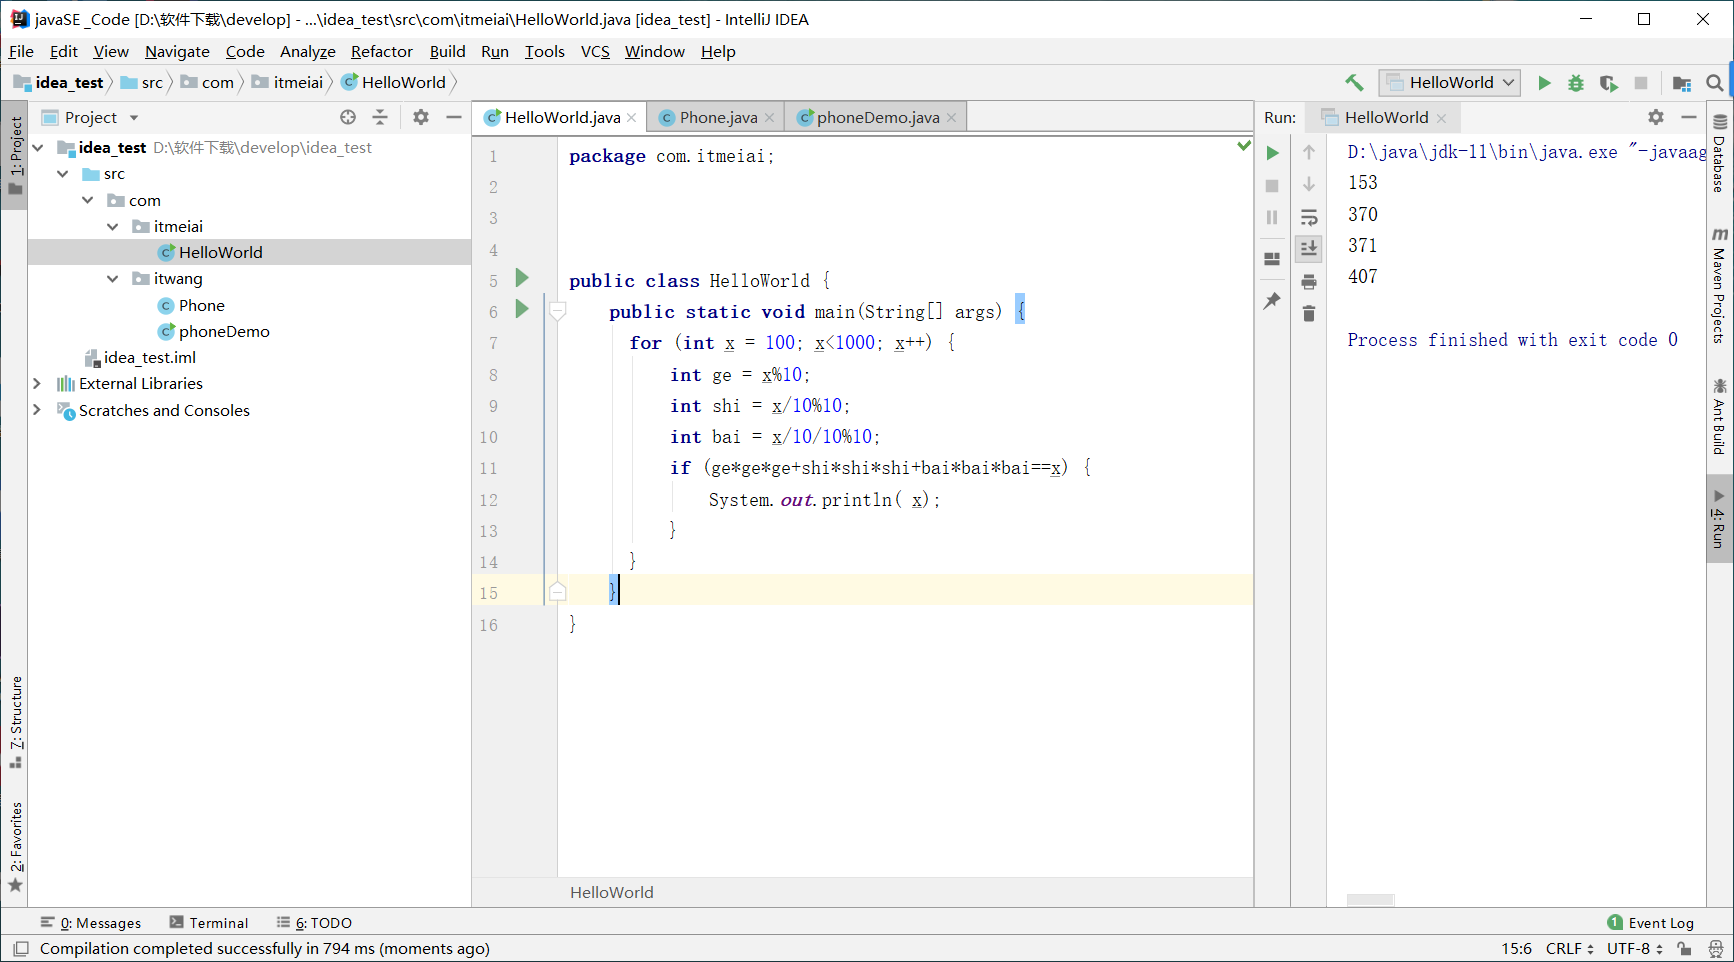 javaSE _Code [D:\软件下载\develop] - ...\idea_test\src\com\itmeiai\HelloWorld.java [idea_test] - IntelliJ IDEA
File Edit View Navigate Code Analyze Refactor Build Run Tools VCS Window Help
idea_test src com itmeiai HelloWorld
HelloWorld
1: Project
7: Structure
2: Favorites
Project
idea_test D:\软件下载\develop\idea_test
src
com
itmeiai
HelloWorld
itwang
Phone
phoneDemo
idea_test.iml
External Libraries
Scratches and Consoles
HelloWorld.java Phone.java phoneDemo.java
1 package com.itmeiai;
2
3
4
5 public class HelloWorld {
6 public static void main(String[] args) {
7 for (int x = 100; x<1000; x++) {
8 int ge = x%10;
9 int shi = x/10%10;
10 int bai = x/10/10%10;
11 if (ge*ge*ge+shi*shi*shi+bai*bai*bai==x) {
12 System.out.println( x);
13 }
14 }
15 }
16 }
HelloWorld
Run: HelloWorld
D:\java\jdk-11\bin\java.exe "-javaag
153
370
371
407
Process finished with exit code 0
Database
Maven Projects
Ant Build
4: Run
0: Messages Terminal 6: TODO
1 Event Log
Compilation completed successfully in 794 ms (moments ago)
15:6 CRLF UTF-8